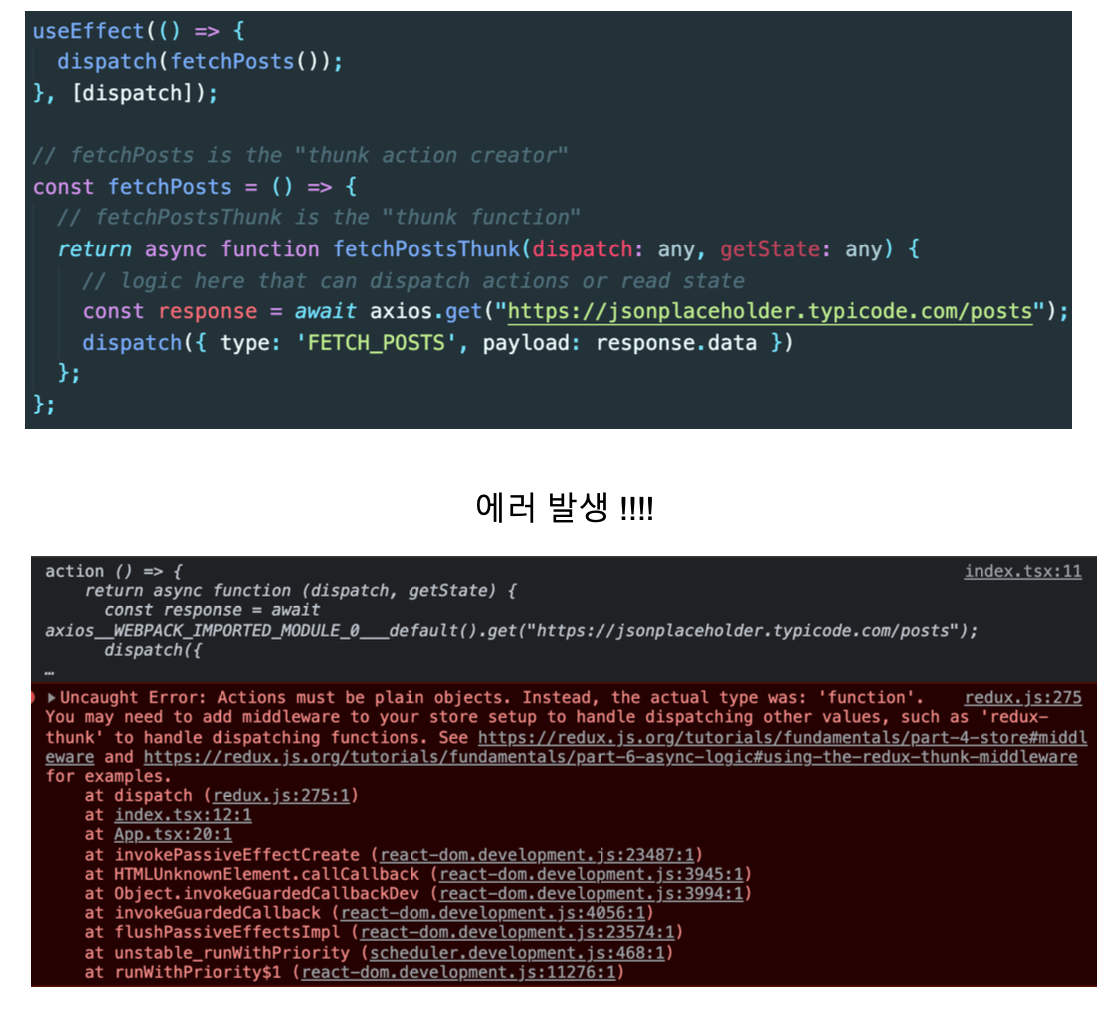 useEffect(() => {
  dispatch(fetchPosts());
}, [dispatch]);

// fetchPosts is the "thunk action creator"
const fetchPosts = () => {
  // fetchPostsThunk is the "thunk function"
  return async function fetchPostsThunk(dispatch: any, getState: any) {
    // logic here that can dispatch actions or read state
    const response = await axios.get("https://jsonplaceholder.typicode.com/posts");
    dispatch({ type: 'FETCH_POSTS', payload: response.data })
  };
};
에러 발생 !!!!
action () => { index.tsx:11
    return async function (dispatch, getState) {
      const response = await
axios__WEBPACK_IMPORTED_MODULE_0___default().get("https://jsonplaceholder.typicode.com/posts");
      dispatch({
…
▶Uncaught Error: Actions must be plain objects. Instead, the actual type was: 'function'. redux.js:275
You may need to add middleware to your store setup to handle dispatching other values, such as 'redux-
thunk' to handle dispatching functions. See https://redux.js.org/tutorials/fundamentals/part-4-store#middl
eware and https://redux.js.org/tutorials/fundamentals/part-6-async-logic#using-the-redux-thunk-middleware
for examples.
    at dispatch (redux.js:275:1)
    at index.tsx:12:1
    at App.tsx:20:1
    at invokePassiveEffectCreate (react-dom.development.js:23487:1)
    at HTMLUnknownElement.callCallback (react-dom.development.js:3945:1)
    at Object.invokeGuardedCallbackDev (react-dom.development.js:3994:1)
    at invokeGuardedCallback (react-dom.development.js:4056:1)
    at flushPassiveEffectsImpl (react-dom.development.js:23574:1)
    at unstable_runWithPriority (scheduler.development.js:468:1)
    at runWithPriority$1 (react-dom.development.js:11276:1)